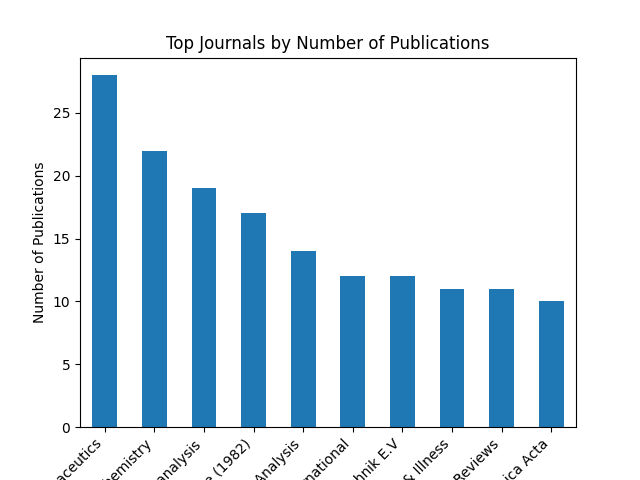 Top Journals by Number of Publications
Number of Publications
25
20
15
10
5
0
aceutics
emistry
analysis
(1982)
Analysis
national
hnik E.V
& Illness
Reviews
ica Acta